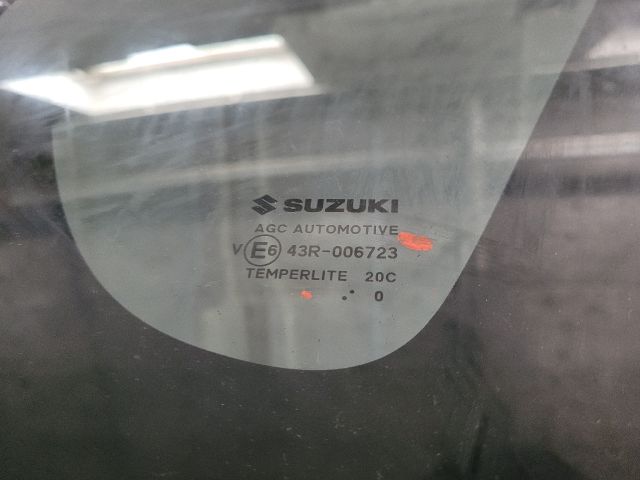 SUZUKI
AGC AUTOMOTIVE
V E6 43R-006723
TEMPERLITE 20C
.. 0